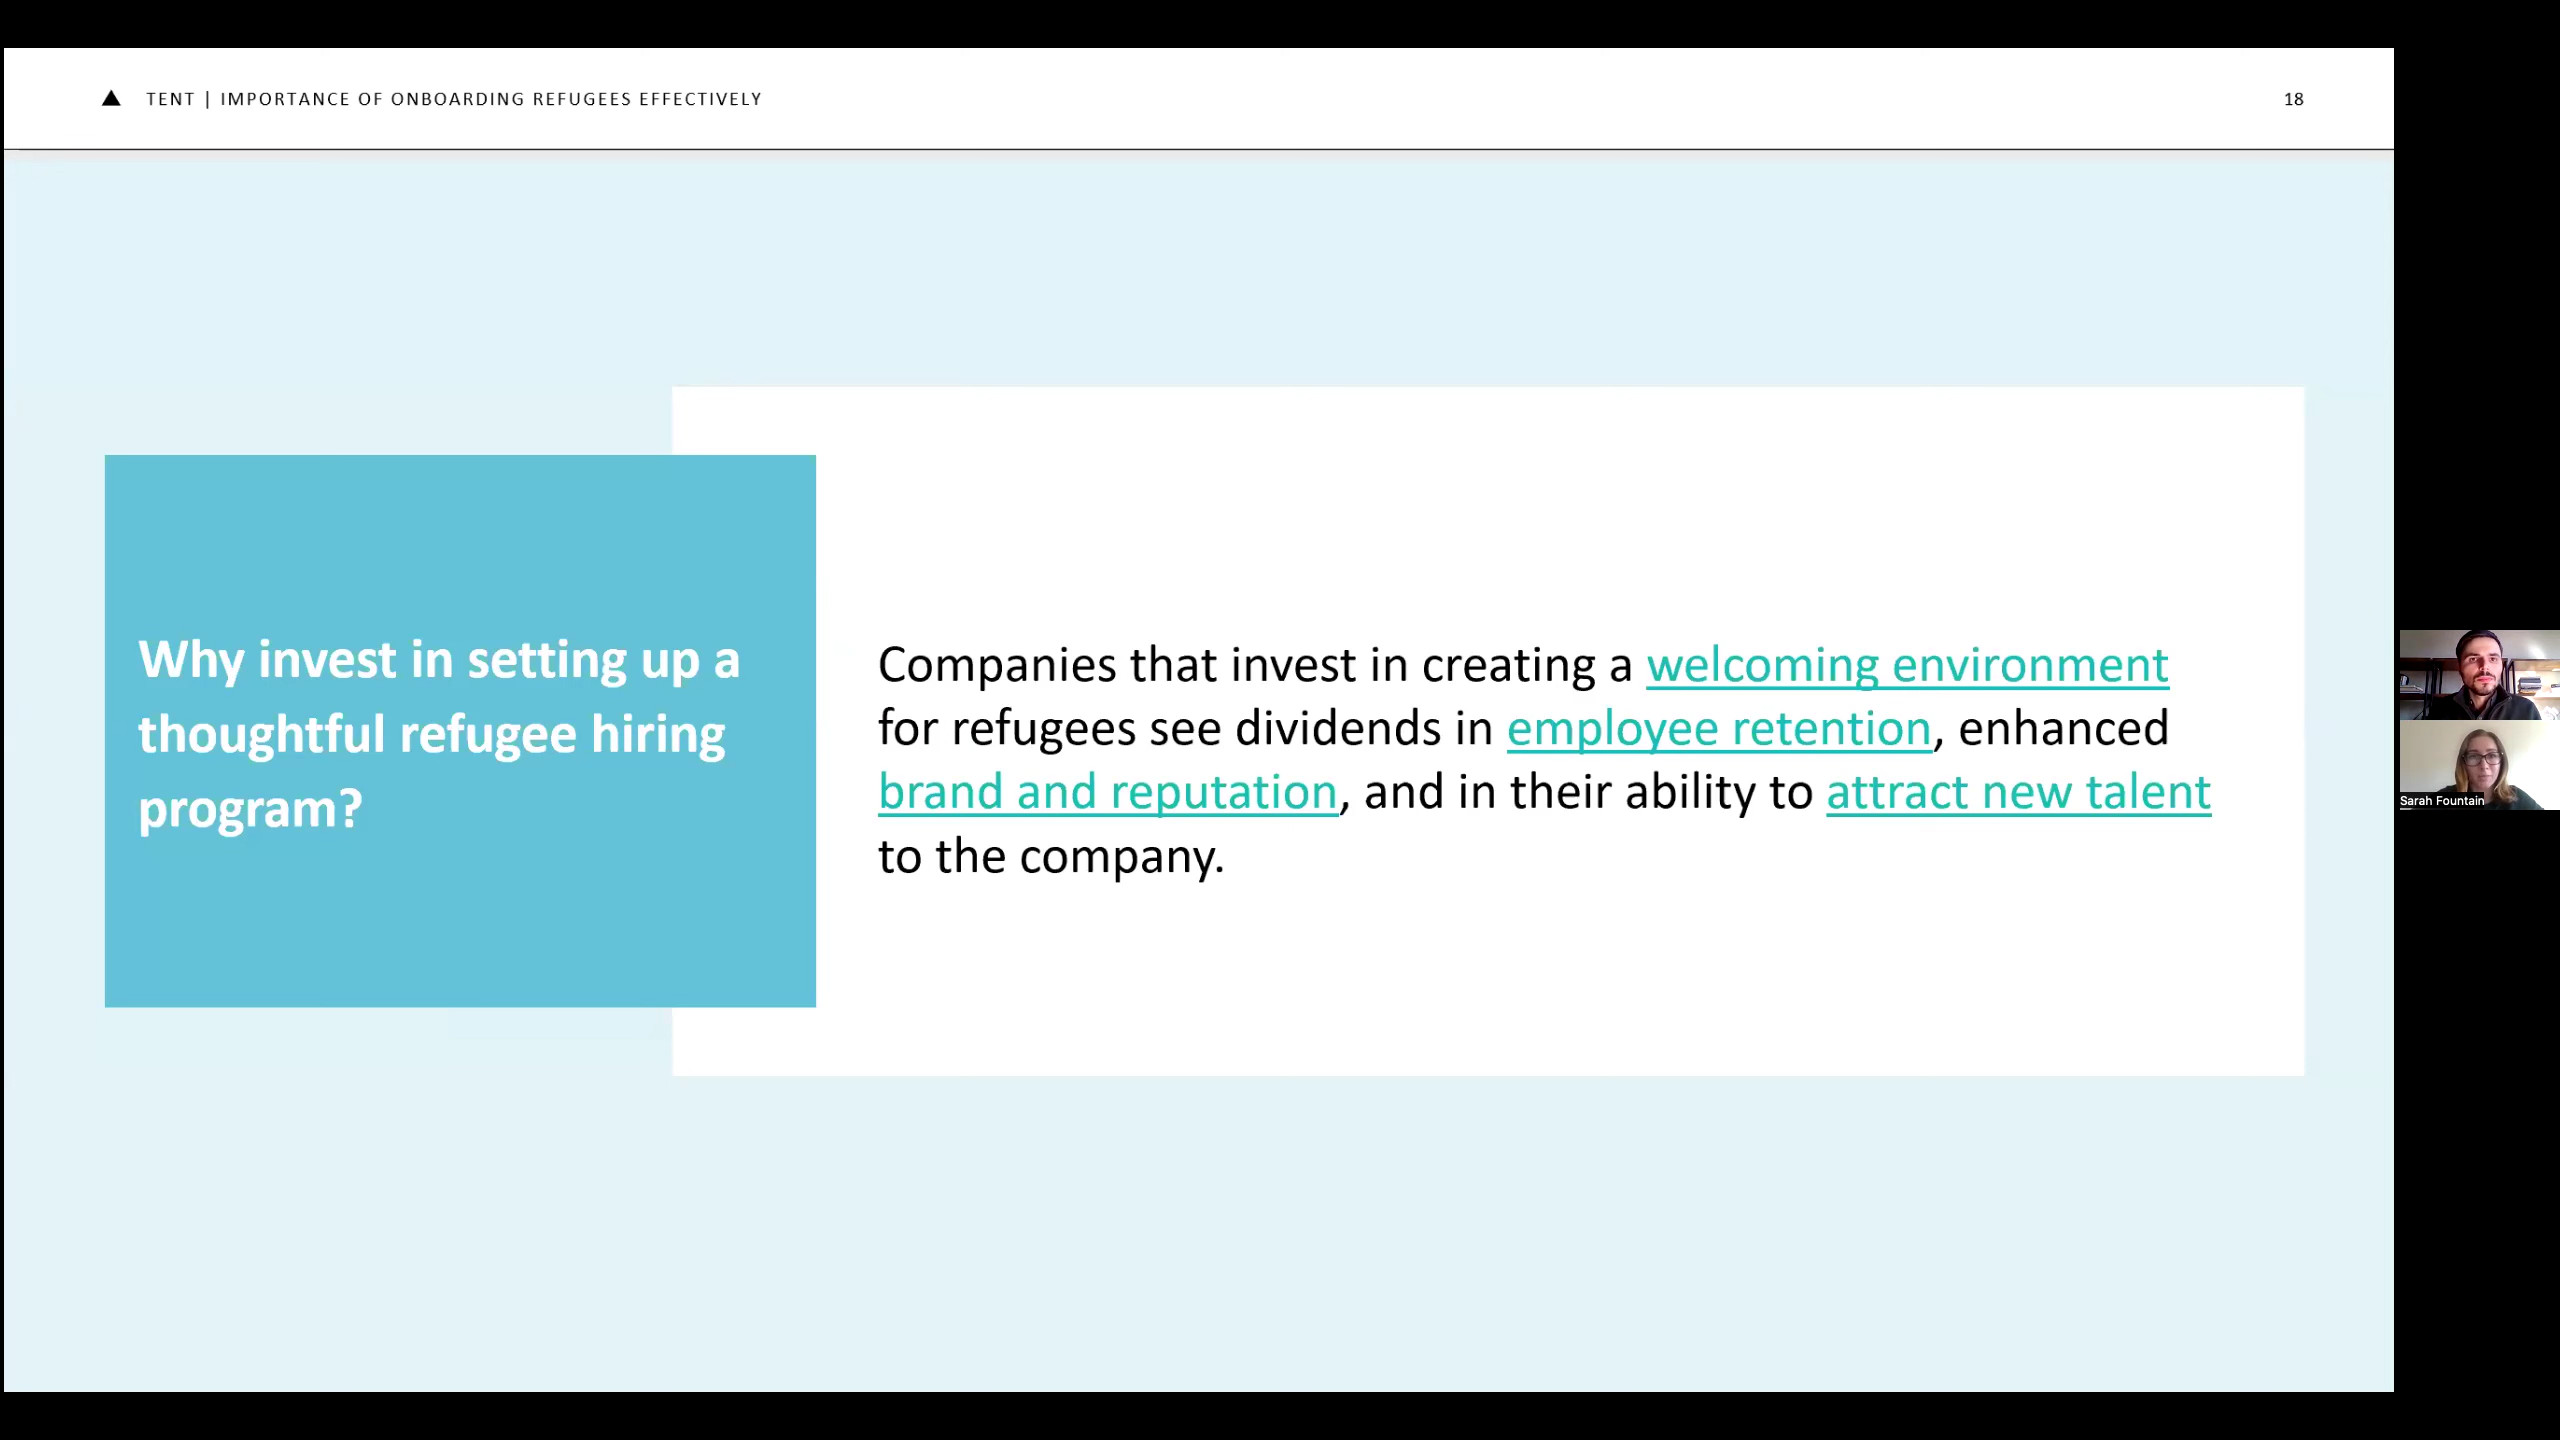 TENT | IMPORTANCE OF ONBOARDING REFUGEES EFFECTIVELY
18
Why invest in setting up a
thoughtful refugee hiring
program?
Companies that invest in creating a welcoming environment
for refugees see dividends in employee retention, enhanced
brand and reputation, and in their ability to attract new talent
to the company.
Sarah Fountain